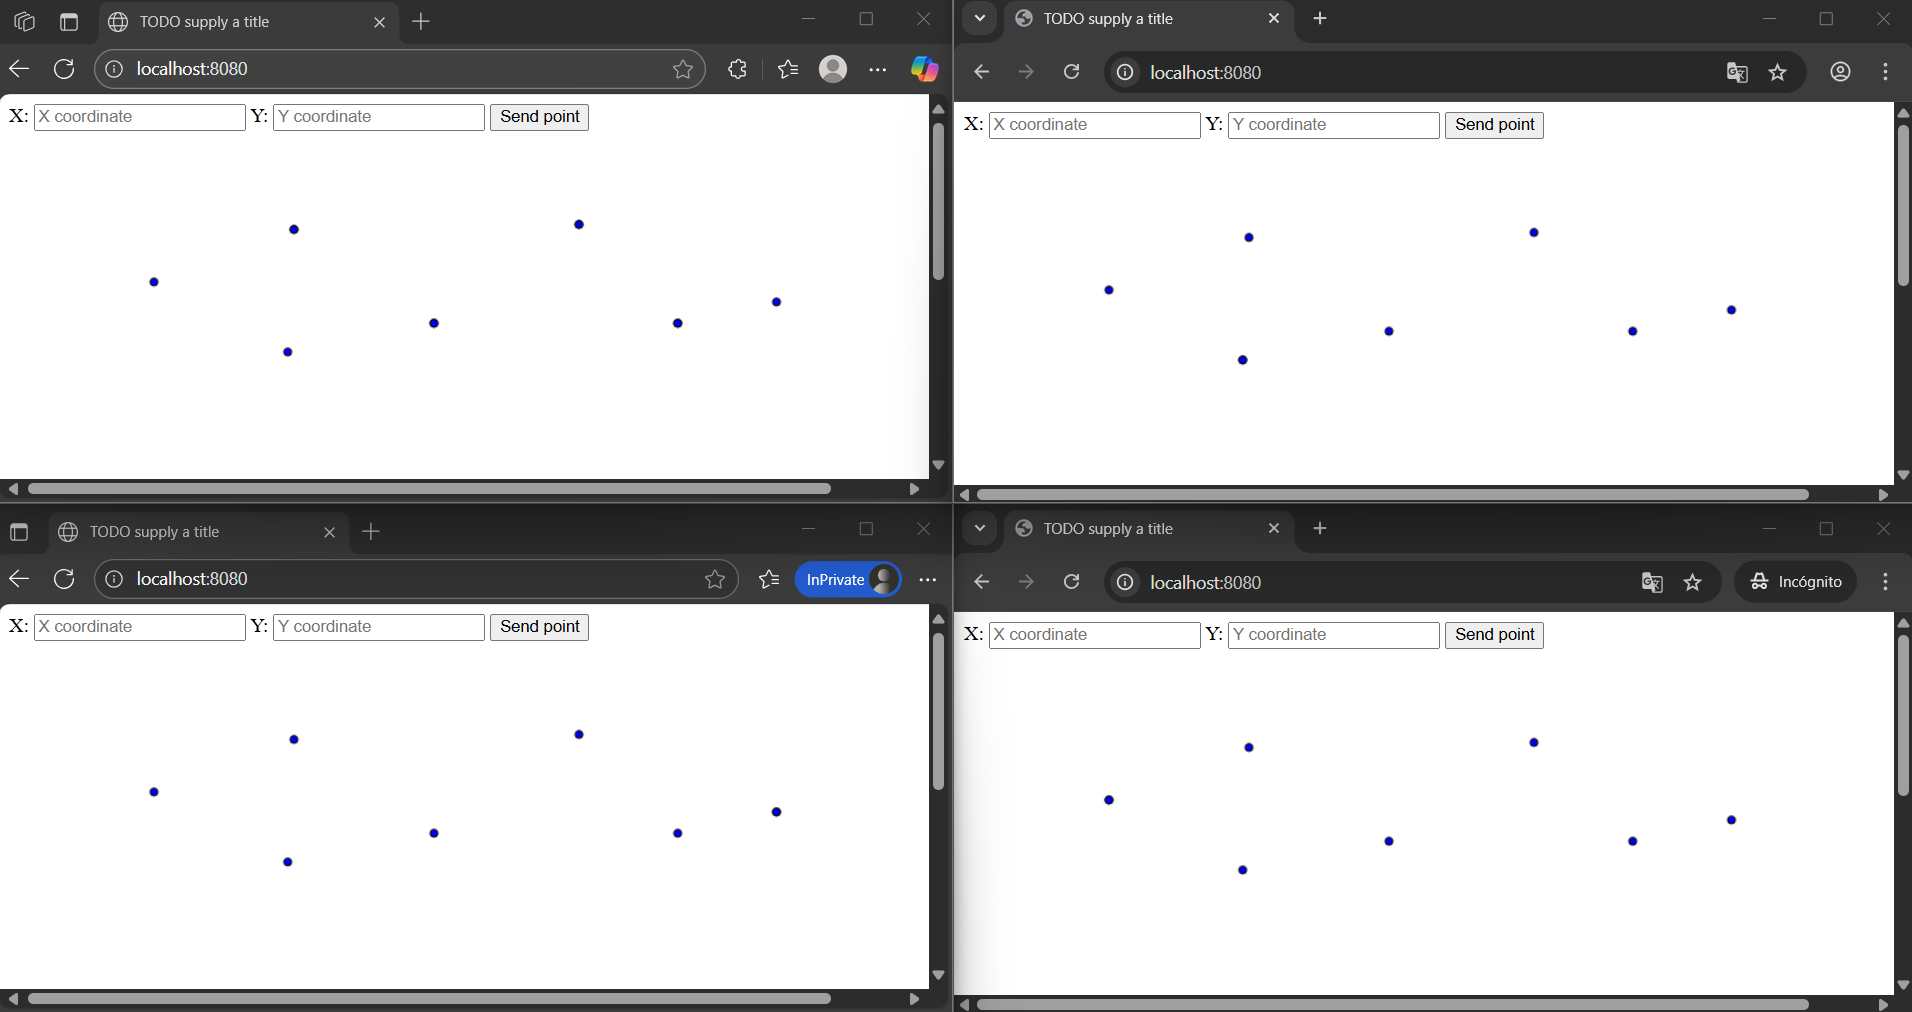 TODO supply a title
localhost:8080
X: X coordinate Y: Y coordinate Send point
TODO supply a title
localhost:8080
X: X coordinate Y: Y coordinate Send point
TODO supply a title
localhost:8080 InPrivate
X: X coordinate Y: Y coordinate Send point
TODO supply a title
localhost:8080 Incógnito
X: X coordinate Y: Y coordinate Send point